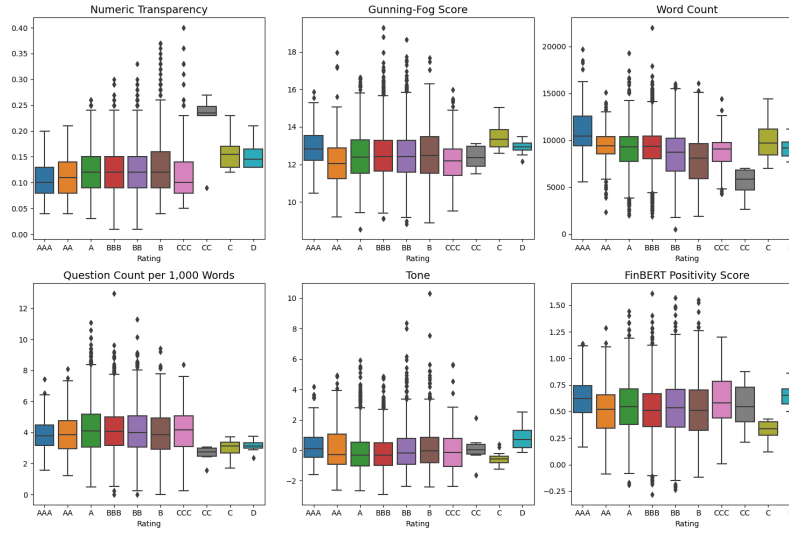 Numeric Transparency
0.40
0.35
0.30
0.25
0.20
0.15
0.10
0.05
0.00
AAA AA A BBB BB B CCC CC C D
Rating
Gunning-Fog Score
18
16
14
12
10
AAA AA A BBB BB B CCC CC C D
Rating
Word Count
20000
15000
10000
5000
0
AAA AA A BBB BB B CCC CC C
Rating
Question Count per 1,000 Words
12
10
8
6
4
2
0
AAA AA A BBB BB B CCC CC C D
Rating
Tone
10
8
6
4
2
0
−2
AAA AA A BBB BB B CCC CC C D
Rating
FinBERT Positivity Score
1.50
1.25
1.00
0.75
0.50
0.25
0.00
−0.25
AAA AA A BBB BB B CCC CC C
Rating